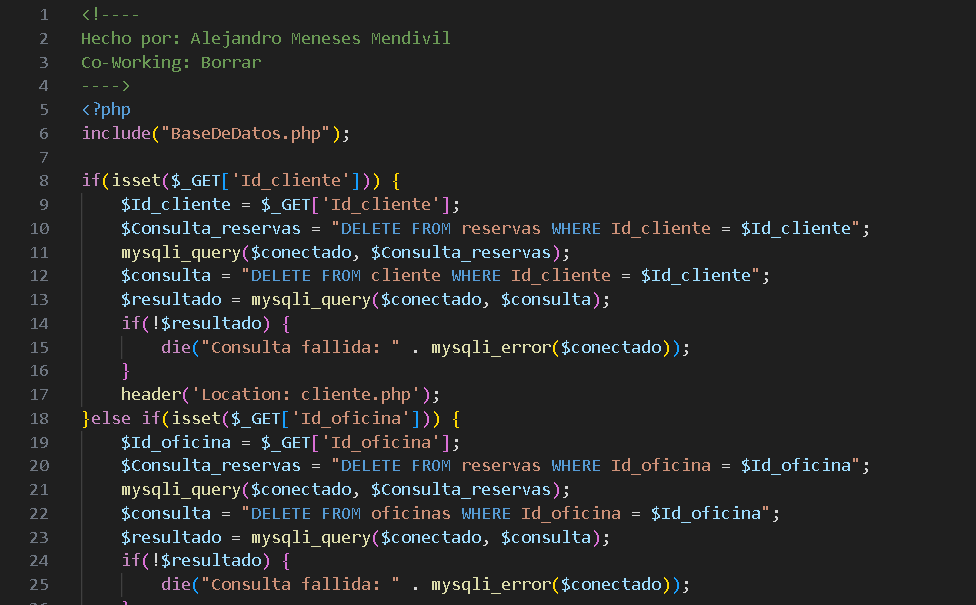 1 <!----
2 Hecho por: Alejandro Meneses Mendivil
3 Co-Working: Borrar
4 ---->
5 <?php
6 include("BaseDeDatos.php");
7
8 if(isset($_GET['Id_cliente'])) {
9     $Id_cliente = $_GET['Id_cliente'];
10     $Consulta_reservas = "DELETE FROM reservas WHERE Id_cliente = $Id_cliente";
11     mysqli_query($conectado, $Consulta_reservas);
12     $consulta = "DELETE FROM cliente WHERE Id_cliente = $Id_cliente";
13     $resultado = mysqli_query($conectado, $consulta);
14     if(!$resultado) {
15         die("Consulta fallida: " . mysqli_error($conectado));
16     }
17     header('Location: cliente.php');
18 }else if(isset($_GET['Id_oficina'])) {
19     $Id_oficina = $_GET['Id_oficina'];
20     $Consulta_reservas = "DELETE FROM reservas WHERE Id_oficina = $Id_oficina";
21     mysqli_query($conectado, $Consulta_reservas);
22     $consulta = "DELETE FROM oficinas WHERE Id_oficina = $Id_oficina";
23     $resultado = mysqli_query($conectado, $consulta);
24     if(!$resultado) {
25         die("Consulta fallida: " . mysqli_error($conectado));